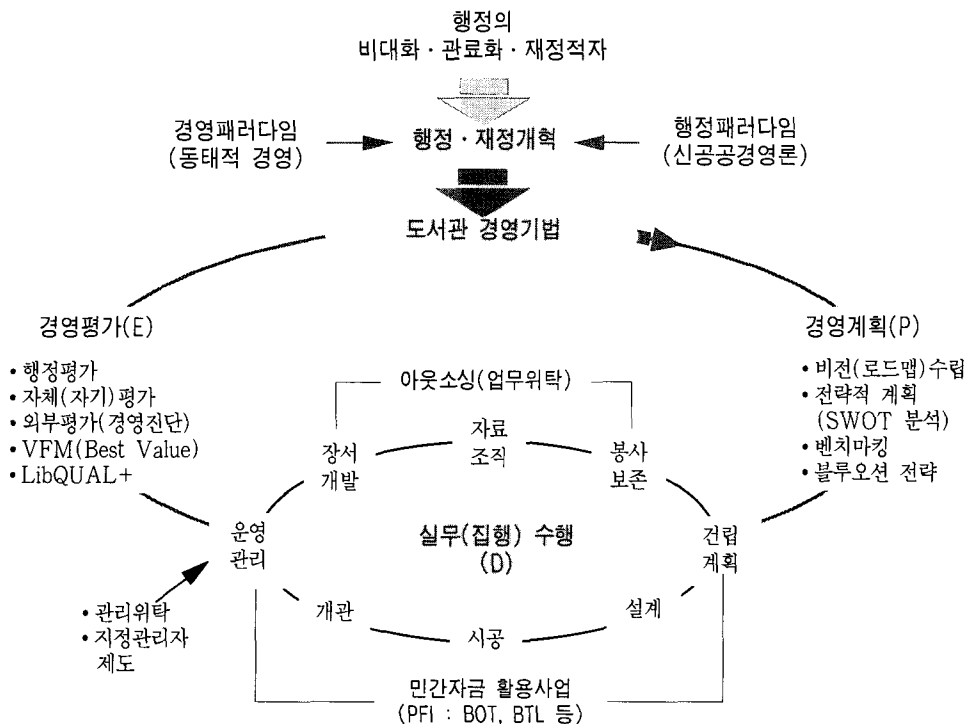 행정의
비대화 · 관료화 · 재정적자
경영패러다임
(동태적 경영)
행정 · 재정개혁
행정패러다임
(신공공경영론)
도서관 경영기법
경영평가(E)
• 행정평가
• 자체(자기)평가
• 외부평가(경영진단)
• VFM(Best Value)
• LibQUAL+
경영계획(P)
• 비전(로드맵)수립
• 전략적 계획
(SWOT 분석)
• 벤치마킹
• 블루오션 전략
아웃소싱(업무위탁)
장서
개발
자료
조직
봉사
보존
운영
관리
실무(집행) 수행
(D)
건립
계획
• 관리위탁
• 지정관리자
제도
개관
시공
설계
민간자금 활용사업
(PFI : BOT, BTL 등)